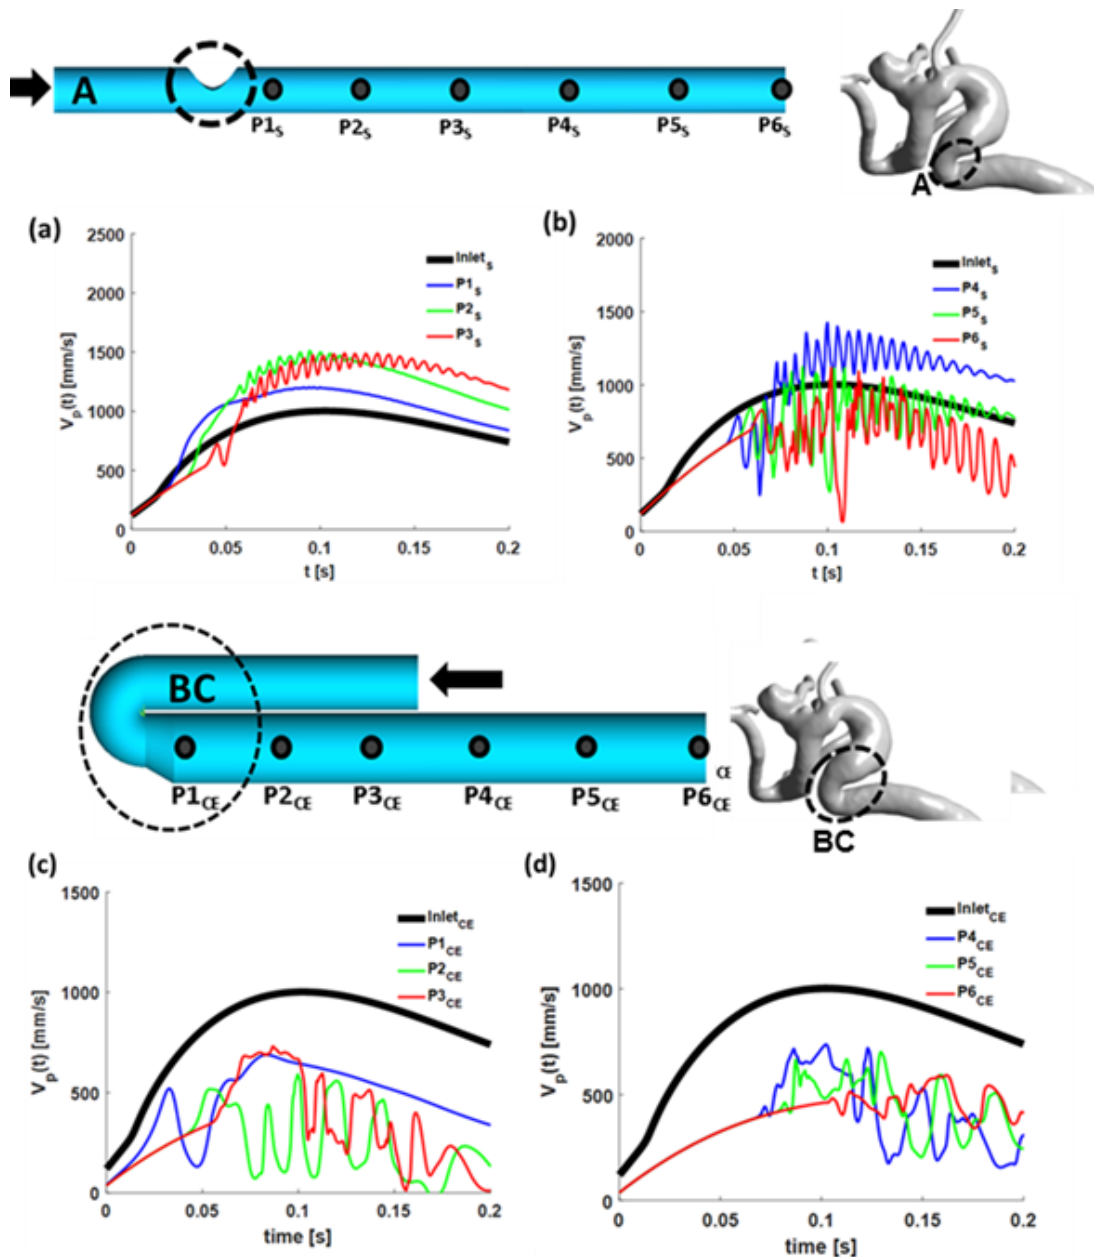 A
P1S P2S P3S P4S P5S P6S
A
(a)
2500
2000
1500
1000
500
0
Vp(t) [mm/s]
InletS
P1S
P2S
P3S
0 0.05 0.1 0.15 0.2
t [s]
(b)
2000
1500
1000
500
0
Vp(t) [mm/s]
InletS
P4S
P5S
P6S
0 0.05 0.1 0.15 0.2
t [s]
BC
CE
P1CE P2CE P3CE P4CE P5CE P6CE
BC
(c)
1500
1000
500
0
Vp(t) [mm/s]
InletCE
P1CE
P2CE
P3CE
0 0.05 0.1 0.15 0.2
time [s]
(d)
1500
1000
500
0
Vp(t) [mm/s]
InletCE
P4CE
P5CE
P6CE
0 0.05 0.1 0.15 0.2
time [s]